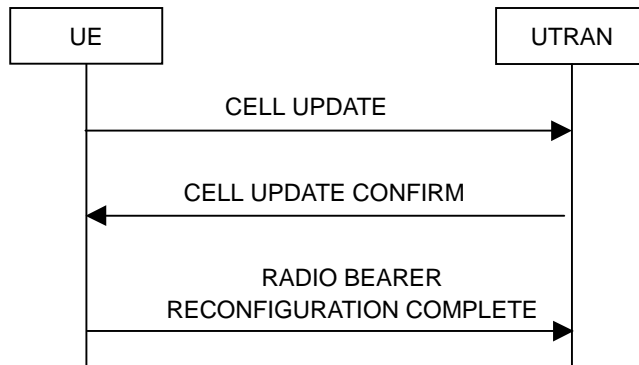 UE
UTRAN
CELL UPDATE
CELL UPDATE CONFIRM
RADIO BEARER
RECONFIGURATION COMPLETE